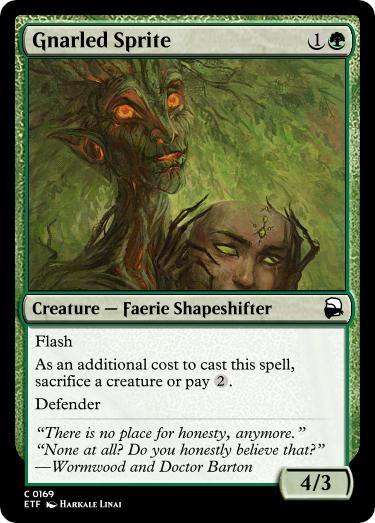 Gnarled Sprite 1
Creature — Faerie Shapeshifter
Flash
As an additional cost to cast this spell,
sacrifice a creature or pay 2.
Defender
"There is no place for honesty, anymore."
"None at all? Do you honestly believe that?"
—Wormwood and Doctor Barton
4/3
C 0169
ETF Harkale Linai